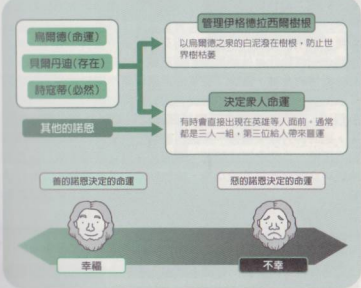 烏爾德(命運)
貝爾丹迪(存在)
詩寇蒂(必然)
其他的諾恩
管理伊格德拉西爾樹根
以烏爾德之泉的白泥潑在樹根，防止世
界樹枯萎
決定眾人命運
有時會直接出現在英雄等人面前，通常
都是三人一組，第三位給人帶來噩運
善的諾恩決定的命運
惡的諾恩決定的命運
幸福
不幸